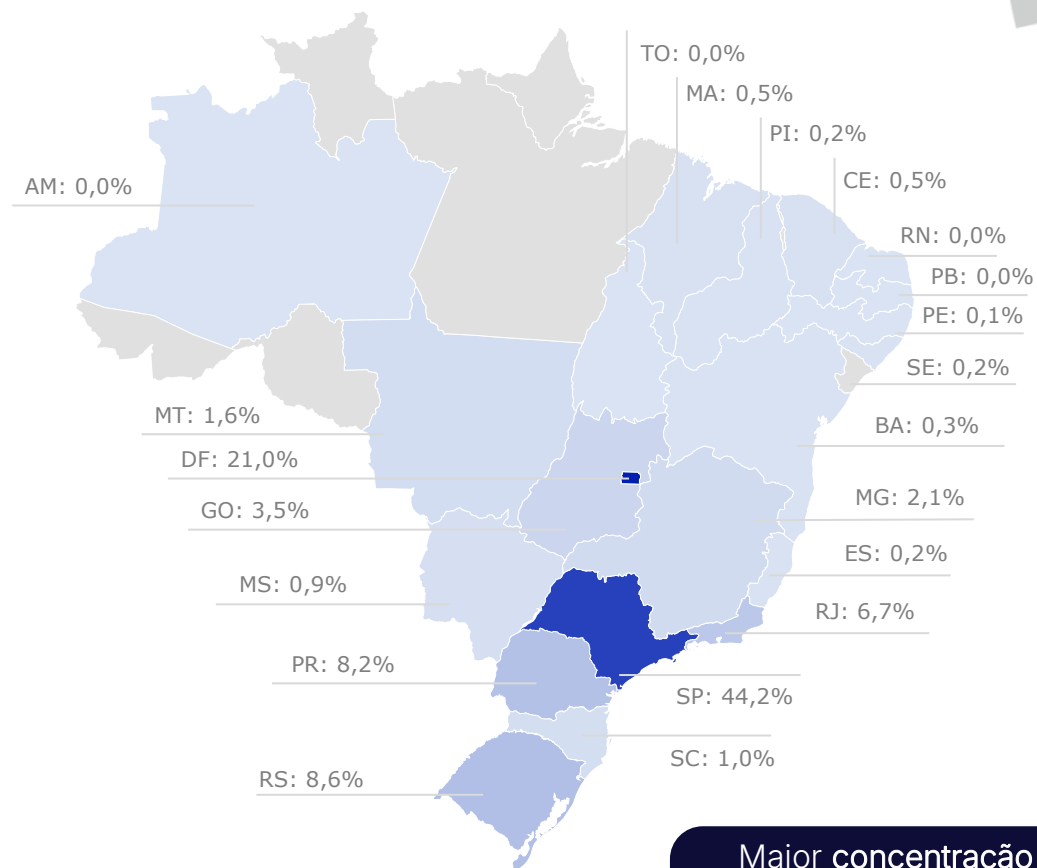 TO: 0,0%
MA: 0,5%
PI: 0,2%
CE: 0,5%
AM: 0,0%
RN: 0,0%
PB: 0,0%
PE: 0,1%
SE: 0,2%
MT: 1,6%
BA: 0,3%
DF: 21,0%
MG: 2,1%
GO: 3,5%
ES: 0,2%
MS: 0,9%
RJ: 6,7%
PR: 8,2%
SP: 44,2%
SC: 1,0%
RS: 8,6%
Maior concentração